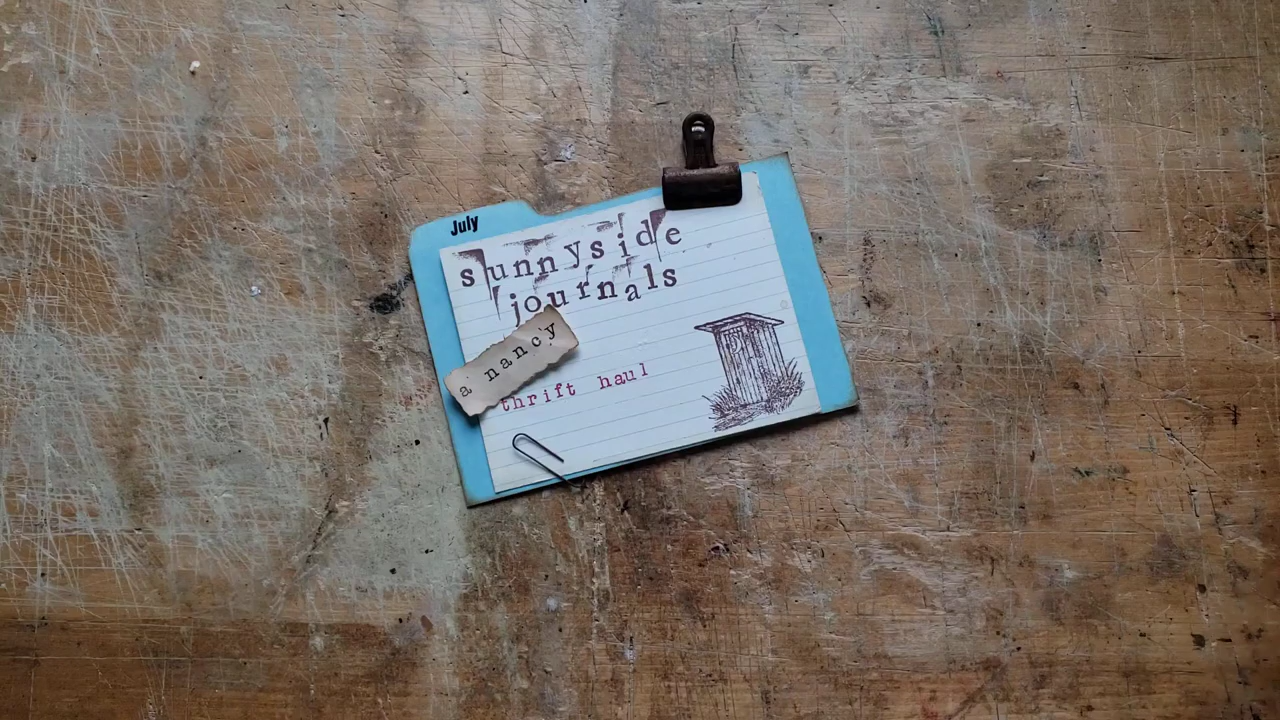 July
sunnyside
journals
a nancy
thrift haul